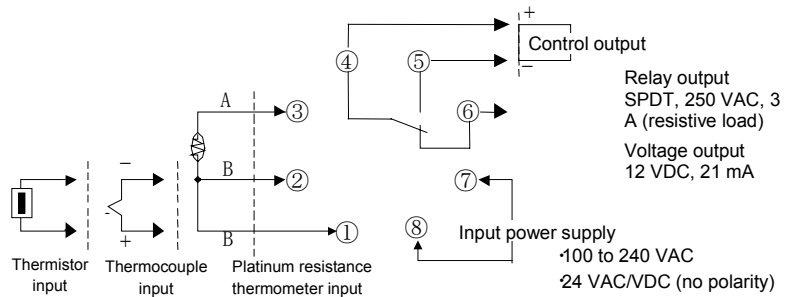 +
④
⑤
−
Control output
Relay output
SPDT, 250 VAC, 3
A (resistive load)
Voltage output
12 VDC, 21 mA
A
③
⑥
−
B
②
⑦
+
B
①
⑧
Input power supply
•100 to 240 VAC
•24 VAC/VDC (no polarity)
Thermistor
input
Thermocouple
input
Platinum resistance
thermometer input